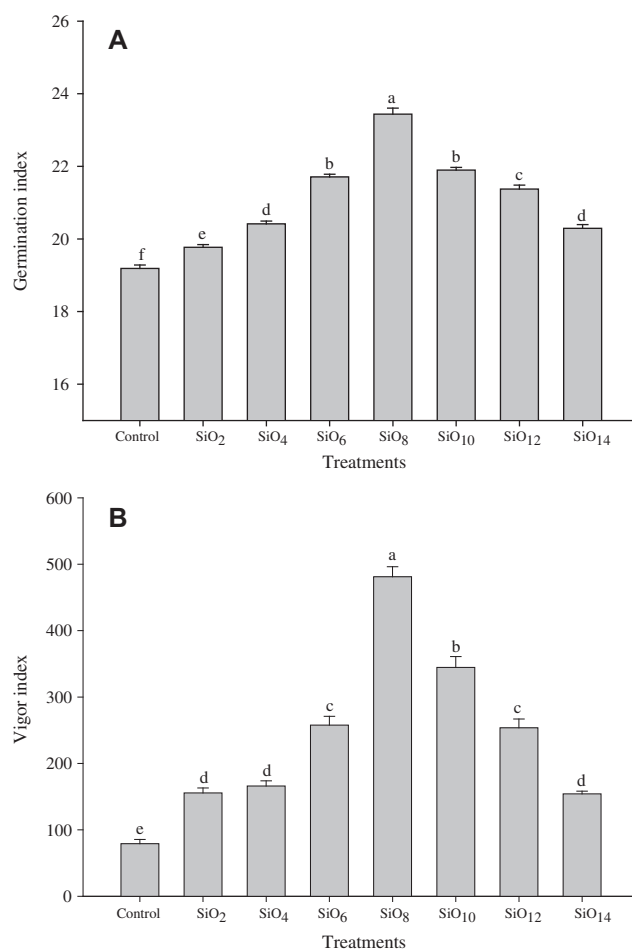 A
26
24
22
20
18
16
Germination index
f
e
d
b
a
b
c
d
Control SiO₂ SiO₄ SiO₆ SiO₈ SiO₁₀ SiO₁₂ SiO₁₄
Treatments
B
600
500
400
300
200
100
0
Vigor index
e
d
d
c
a
b
c
d
Control SiO₂ SiO₄ SiO₆ SiO₈ SiO₁₀ SiO₁₂ SiO₁₄
Treatments